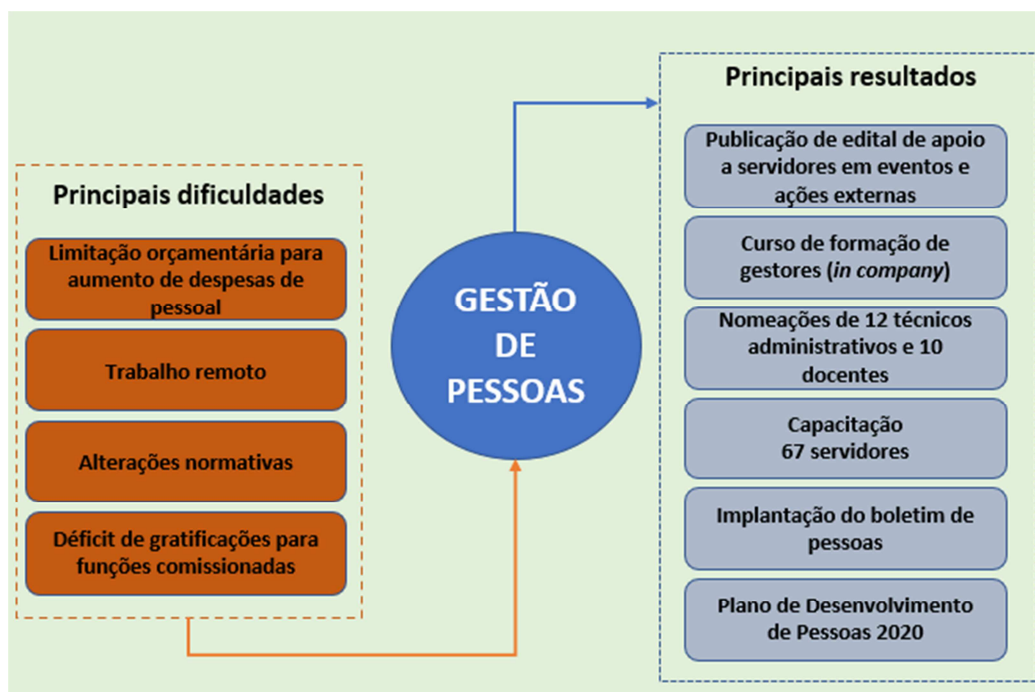 Principais dificuldades
Limitação orçamentária para
aumento de despesas de
pessoal
Trabalho remoto
Alterações normativas
Déficit de gratificações para
funções comissionadas
GESTÃO
DE
PESSOAS
Principais resultados
Publicação de edital de apoio
a servidores em eventos e
ações externas
Curso de formação de
gestores (in company)
Nomeações de 12 técnicos
administrativos e 10
docentes
Capacitação
67 servidores
Implantação do boletim de
pessoas
Plano de Desenvolvimento
de Pessoas 2020